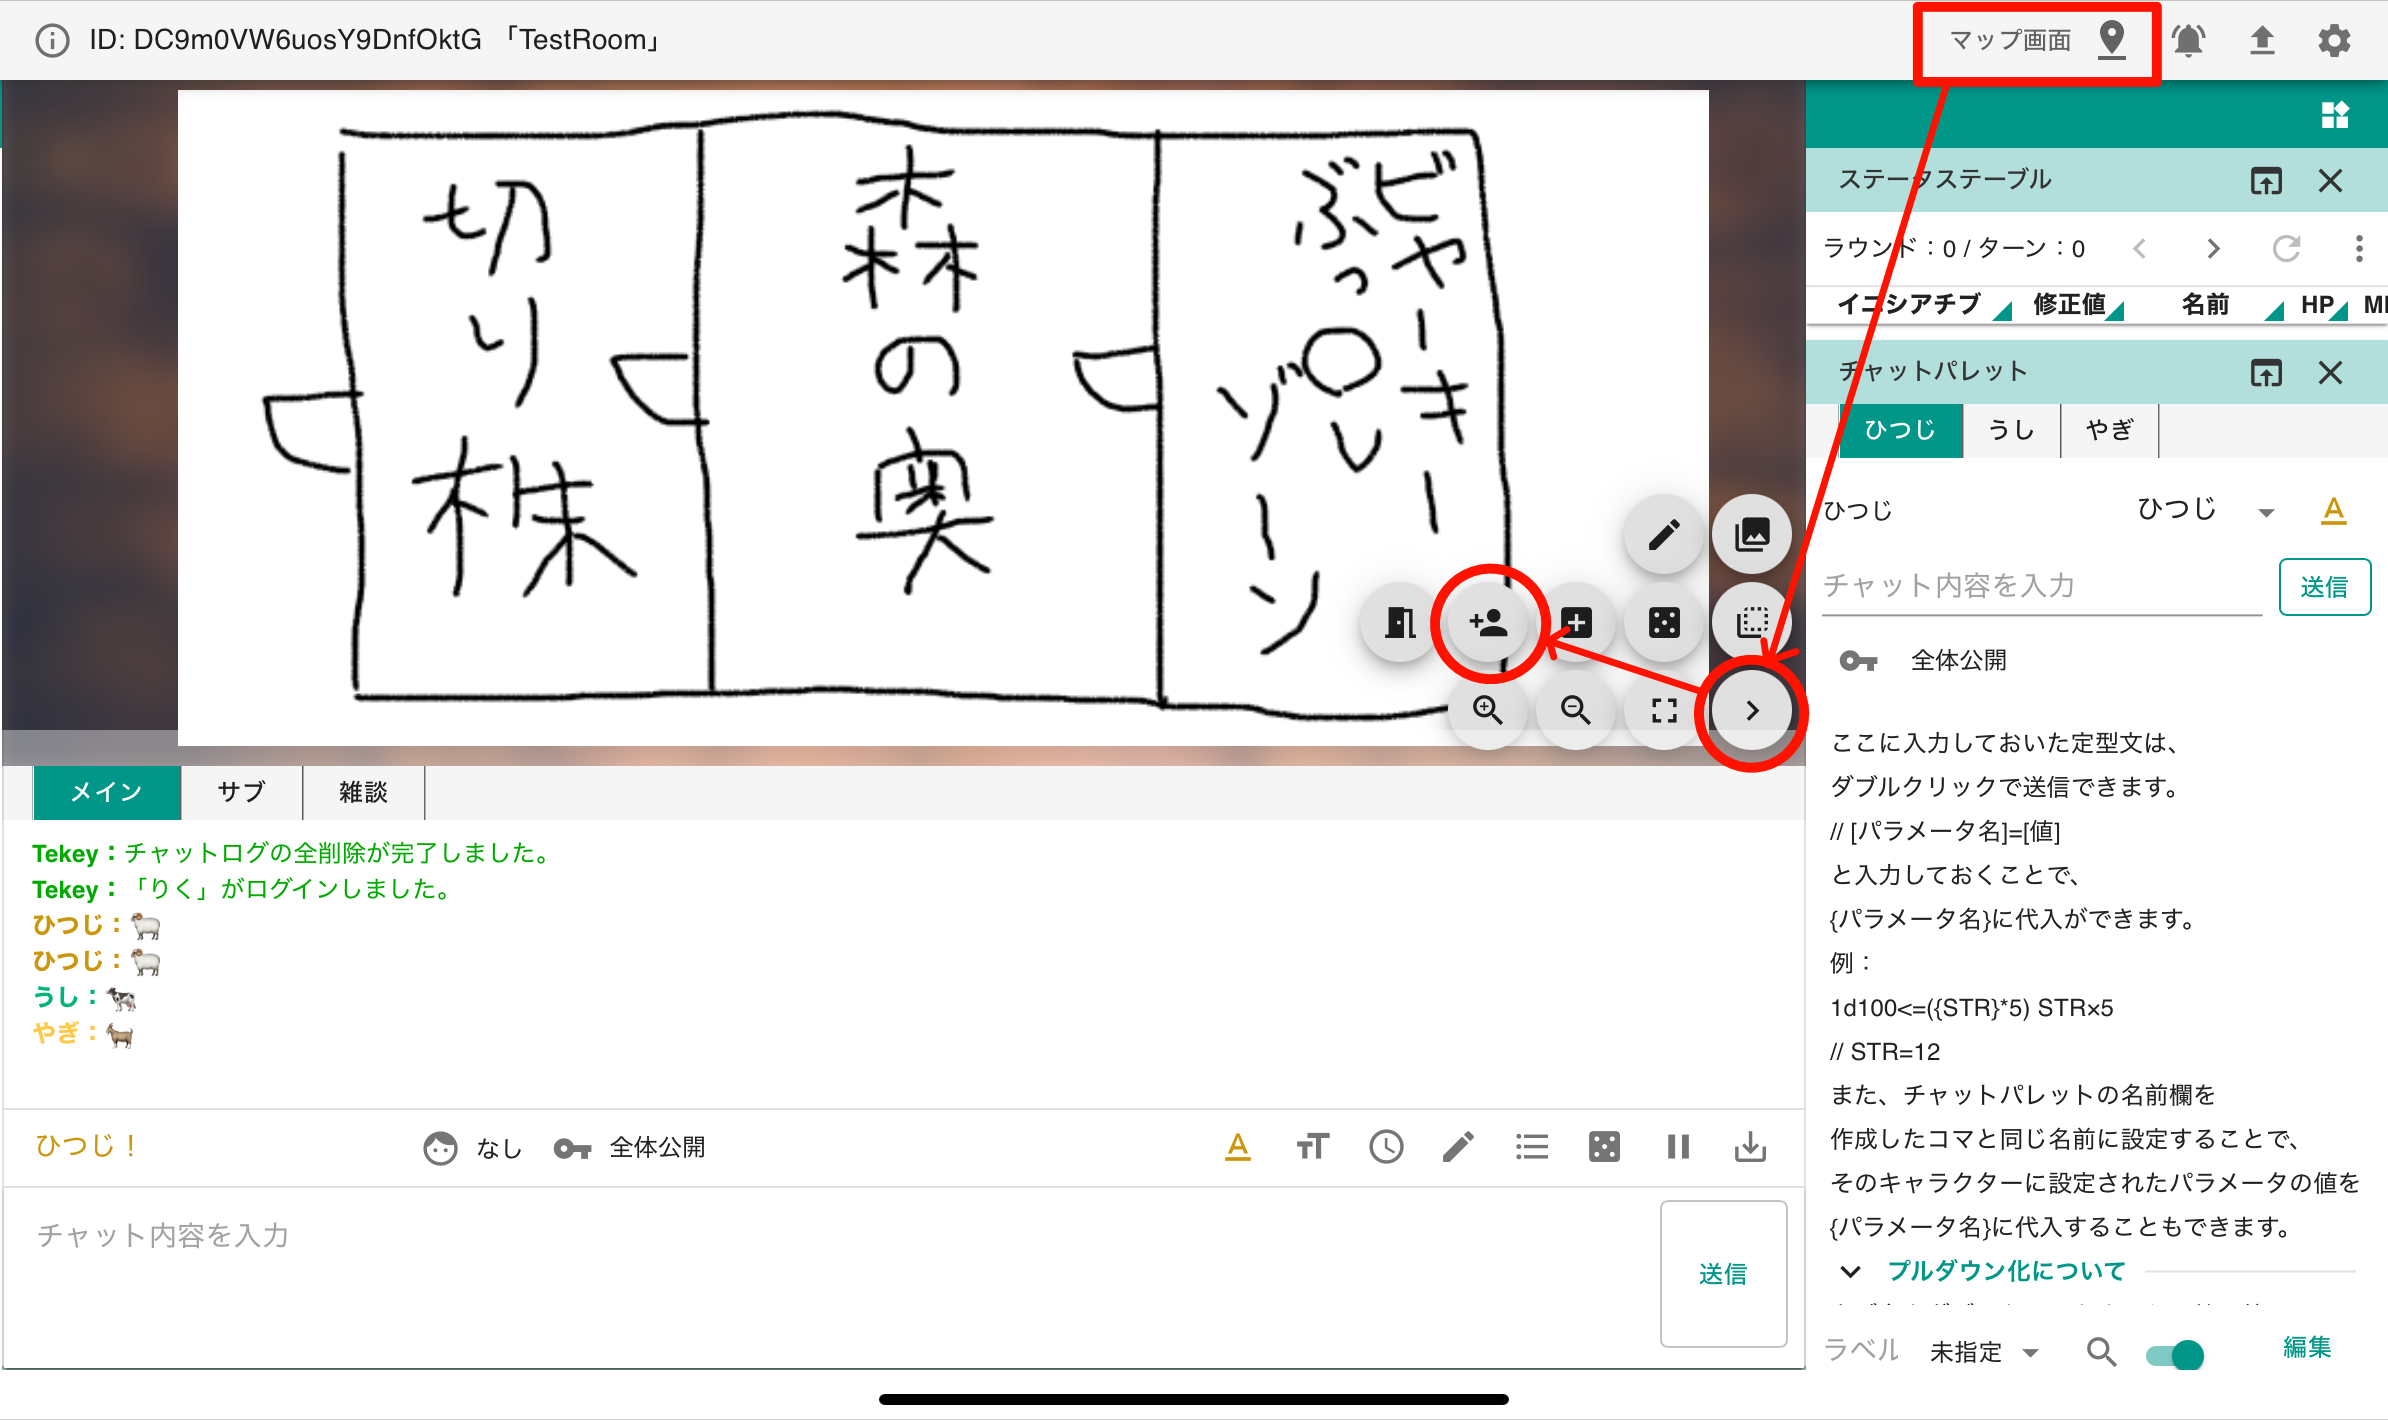 ID: DC9m0VW6uosY9DnfOktG 「TestRoom」
マップ画面
切り株
森の奥
ビャーキー
ぶっ〇し
ゾーン
メイン
サブ
雑談
Tekey：チャットログの全削除が完了しました。
Tekey：「りく」がログインしました。
ひつじ：🐏
ひつじ：🐏
うし：🐄
やぎ：🐐
ひつじ！
なし
全体公開
チャット内容を入力
送信
ステータステーブル
ラウンド：0 / ターン：0
イニシアチブ 修正値 名前 HP
チャットパレット
ひつじ
うし
やぎ
ひつじ
ひつじ
チャット内容を入力
送信
全体公開
ここに入力しておいた定型文は、
ダブルクリックで送信できます。
// [パラメータ名]=[値]
と入力しておくことで、
{パラメータ名}に代入ができます。
例：
1d100<=({STR}*5) STR×5
// STR=12
また、チャットパレットの名前欄を
作成したコマと同じ名前に設定することで、
そのキャラクターに設定されたパラメータの値を
{パラメータ名}に代入することもできます。
プルダウン化について
ラベル
未指定
編集